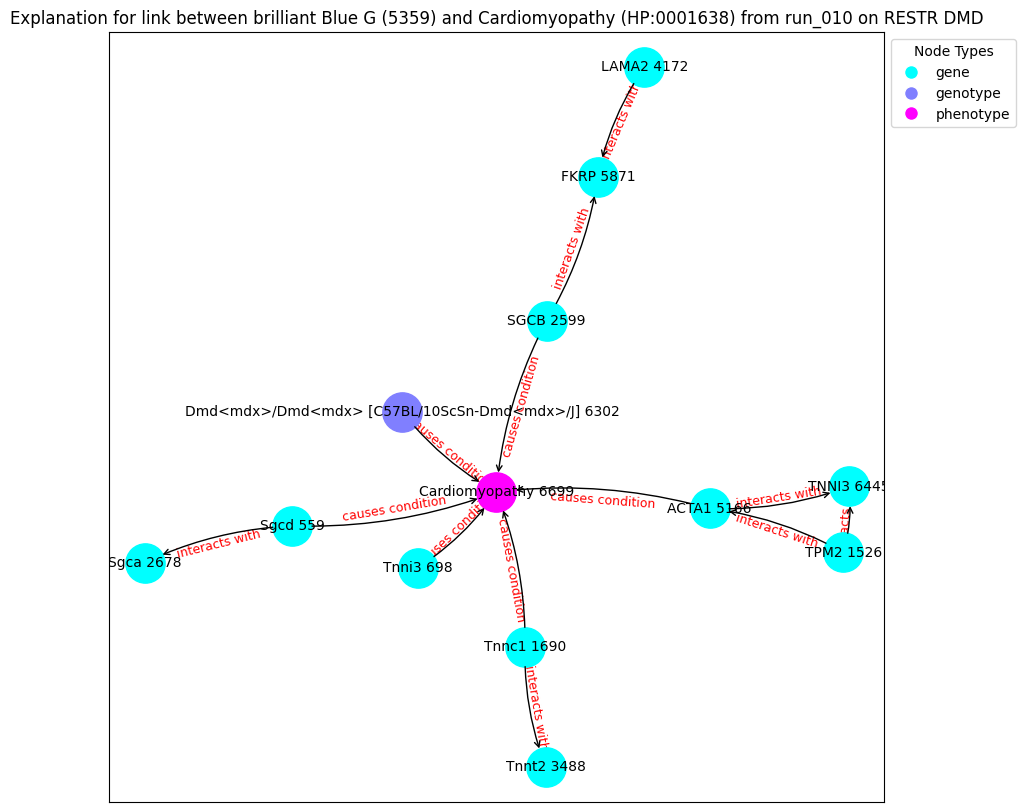 Explanation for link between brilliant Blue G (5359) and Cardiomyopathy (HP:0001638) from run_010 on RESTR DMD
Node Types
gene
genotype
phenotype
LAMA2 4172
interacts with
FKRP 5871
interacts with
SGCB 2599
causes condition
Dmd<mdx>/Dmd<mdx> [C57BL/10ScSn-Dmd<mdx>/J] 6302
causes condition
Cardiomyopathy 6699
causes condition
ACTA1 5166
interacts with
TNNI3 6445
interacts with
interacts
TPM2 1526
causes condition
Sgcd 559
interacts with
Sgca 2678
causes condition
Tnni3 698
causes condition
Tnnc1 1690
interacts with
Tnnt2 3488